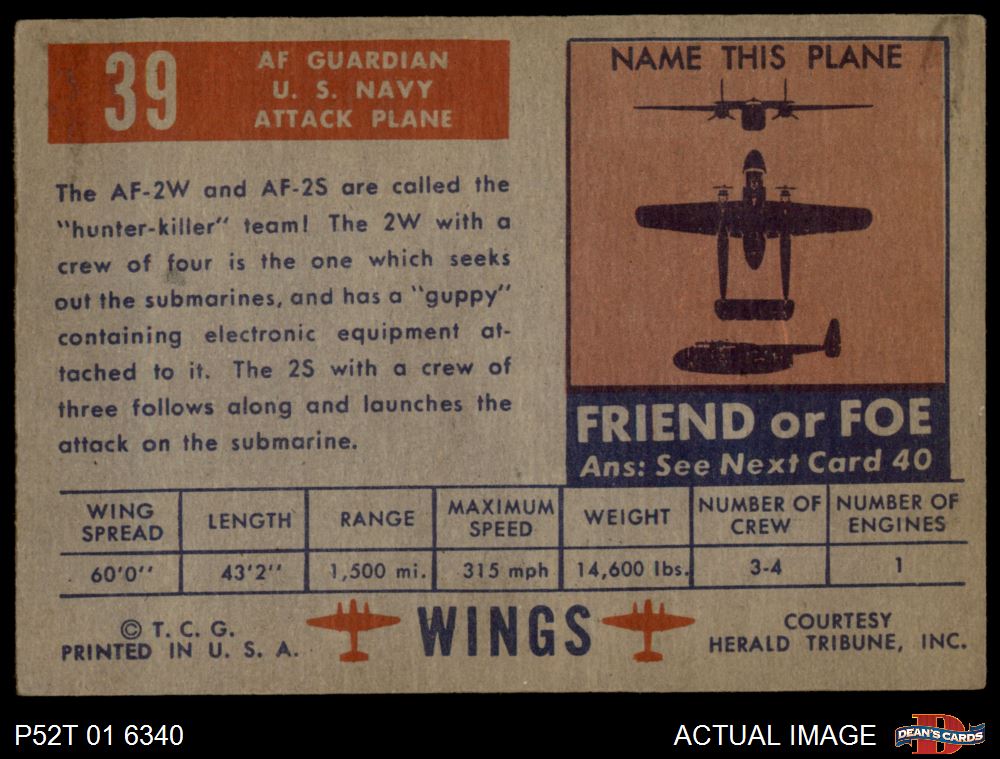 39
AF GUARDIAN
U. S. NAVY
ATTACK PLANE
The AF-2W and AF-2S are called the
"hunter-killer" team! The 2W with a
crew of four is the one which seeks
out the submarines, and has a "guppy"
containing electronic equipment at-
tached to it. The 2S with a crew of
three follows along and launches the
attack on the submarine.
NAME THIS PLANE
FRIEND or FOE
Ans: See Next Card 40
WING SPREAD
LENGTH
RANGE
MAXIMUM SPEED
WEIGHT
NUMBER OF CREW
NUMBER OF ENGINES
60'0"
43'2"
1,500 mi.
315 mph
14,600 lbs.
3-4
1
© T. C. G.
PRINTED IN U. S. A.
WINGS
COURTESY
HERALD TRIBUNE, INC.
P52T 01 6340
ACTUAL IMAGE
DEAN'S CARDS